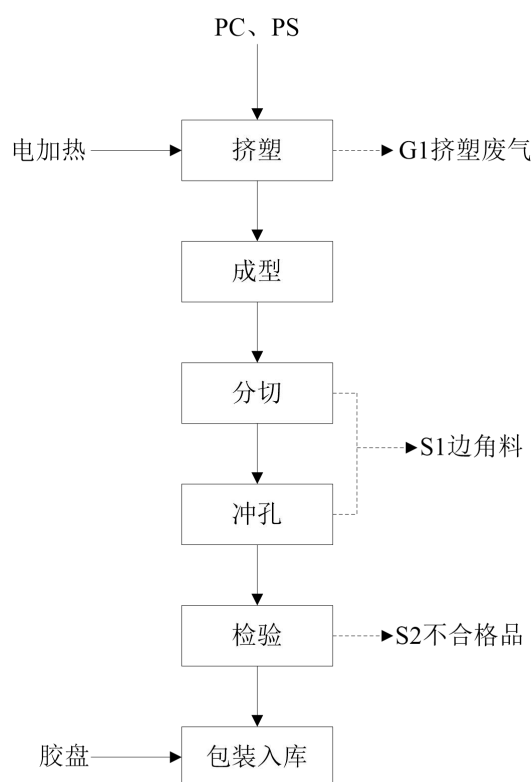 PC、PS
电加热
挤塑
G1挤塑废气
成型
分切
S1边角料
冲孔
检验
S2不合格品
胶盘
包装入库